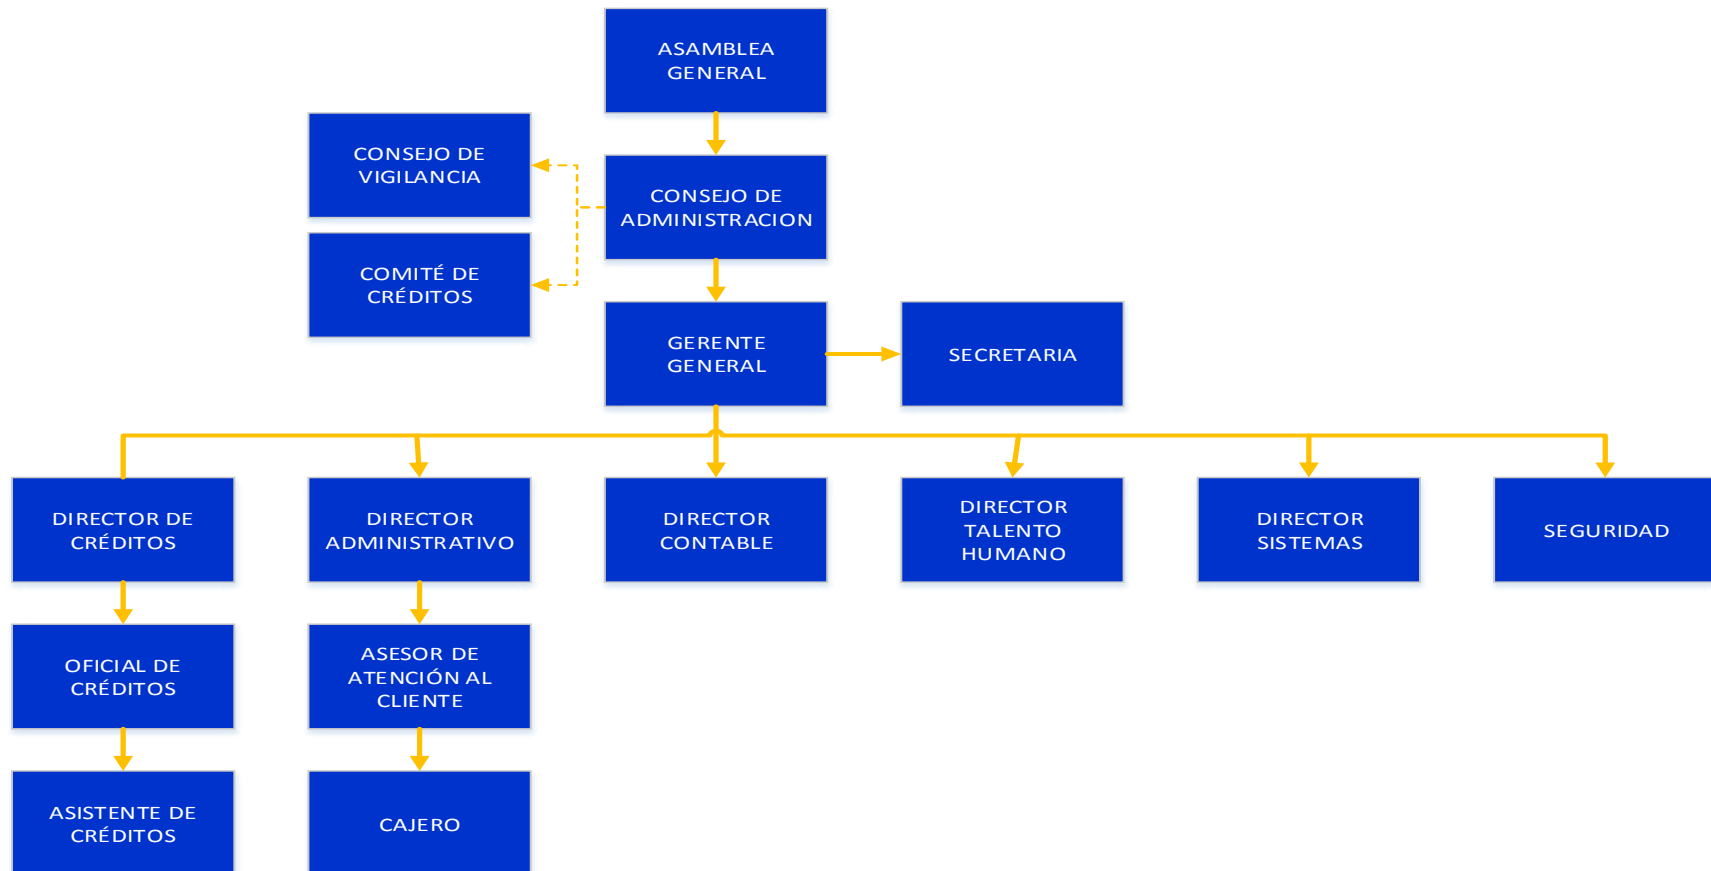 ASAMBLEA
GENERAL
CONSEJO DE
VIGILANCIA
CONSEJO DE
ADMINISTRACION
COMITÉ DE
CRÉDITOS
GERENTE
GENERAL
SECRETARIA
DIRECTOR DE
CRÉDITOS
DIRECTOR
ADMINISTRATIVO
DIRECTOR
CONTABLE
DIRECTOR
TALENTO
HUMANO
DIRECTOR
SISTEMAS
SEGURIDAD
OFICIAL DE
CRÉDITOS
ASESOR DE
ATENCIÓN AL
CLIENTE
ASISTENTE DE
CRÉDITOS
CAJERO